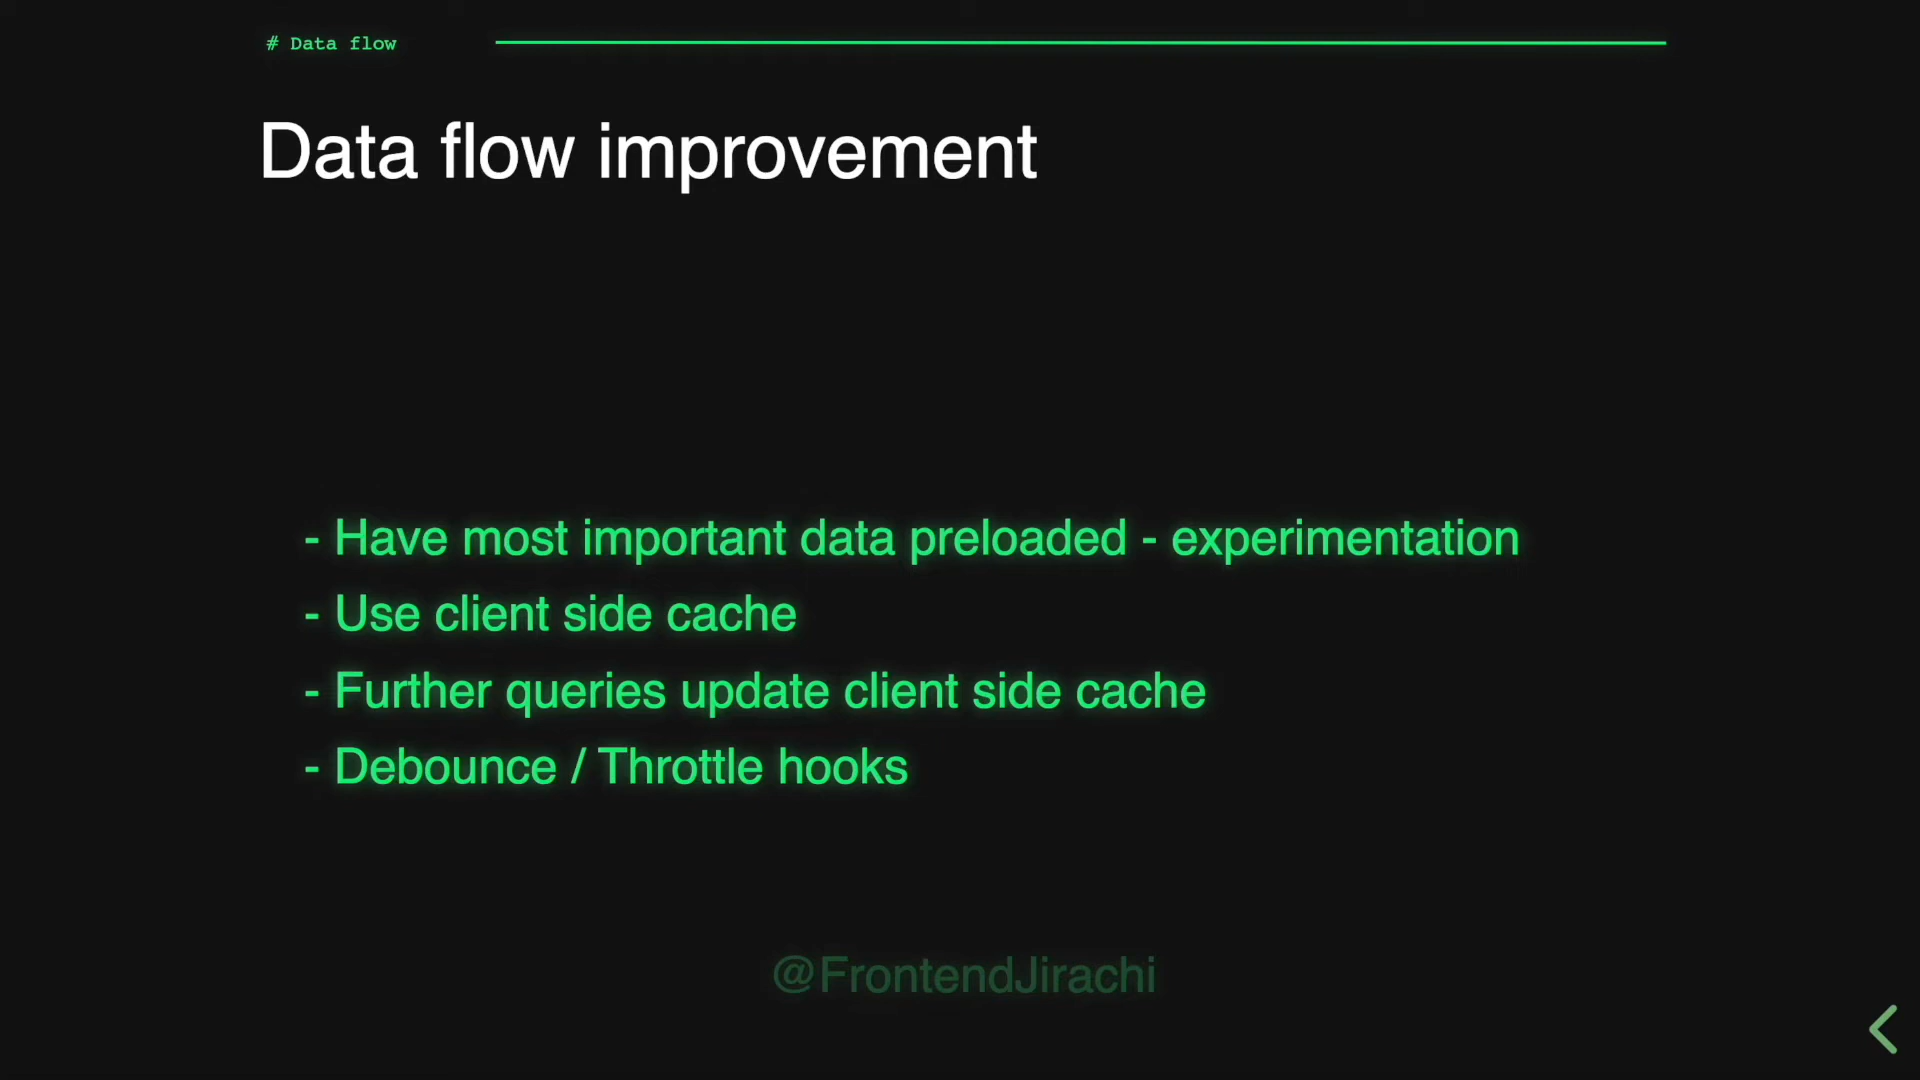 # Data flow
Data flow improvement
- Have most important data preloaded - experimentation
- Use client side cache
- Further queries update client side cache
- Debounce / Throttle hooks
@FrontendJirachi